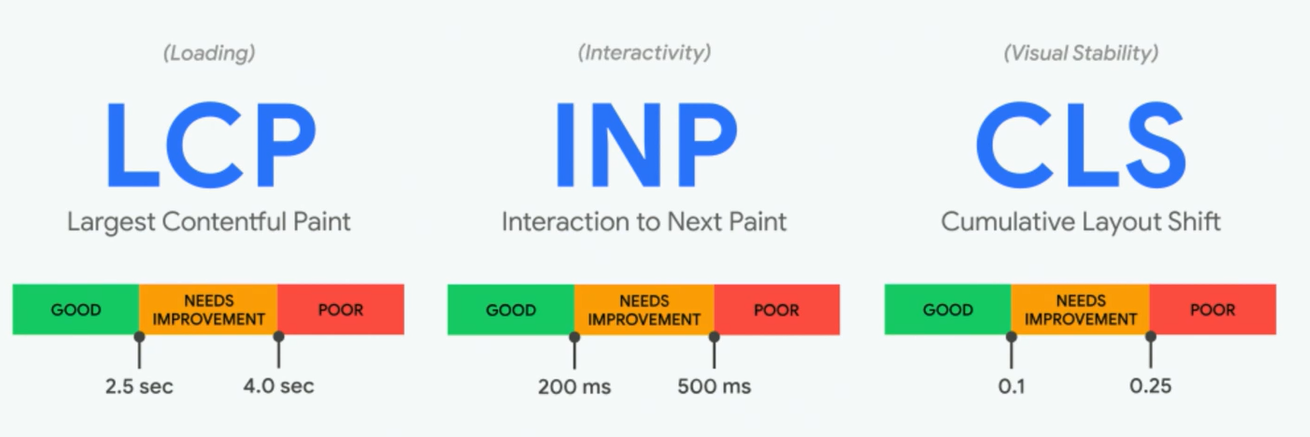 (Loading)
LCP
Largest Contentful Paint
GOOD
NEEDS
IMPROVEMENT
POOR
2.5 sec
4.0 sec
(Interactivity)
INP
Interaction to Next Paint
GOOD
NEEDS
IMPROVEMENT
POOR
200 ms
500 ms
(Visual Stability)
CLS
Cumulative Layout Shift
GOOD
NEEDS
IMPROVEMENT
POOR
0.1
0.25